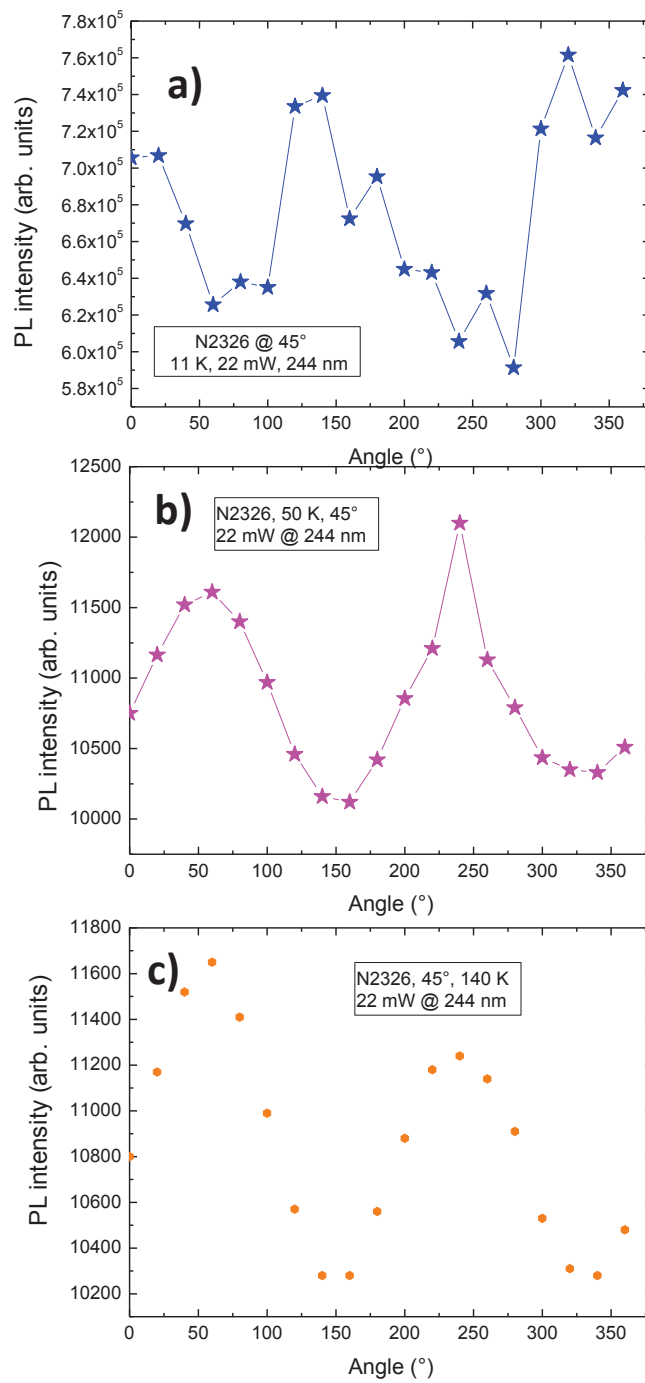 7.8x10⁵
a)
7.6x10⁵
7.4x10⁵
7.2x10⁵
7.0x10⁵
6.8x10⁵
6.6x10⁵
6.4x10⁵
6.2x10⁵
6.0x10⁵
5.8x10⁵
PL intensity (arb. units)
N2326 @ 45°
11 K, 22 mW, 244 nm
0 50 100 150 200 250 300 350
Angle (°)
12500
b)
12000
11500
11000
10500
10000
PL intensity (arb. units)
N2326, 50 K, 45°
22 mW @ 244 nm
0 50 100 150 200 250 300 350
Angle (°)
11800
c)
11600
11400
11200
11000
10800
10600
10400
10200
PL intensity (arb. units)
N2326, 45°, 140 K
22 mW @ 244 nm
0 50 100 150 200 250 300 350
Angle (°)